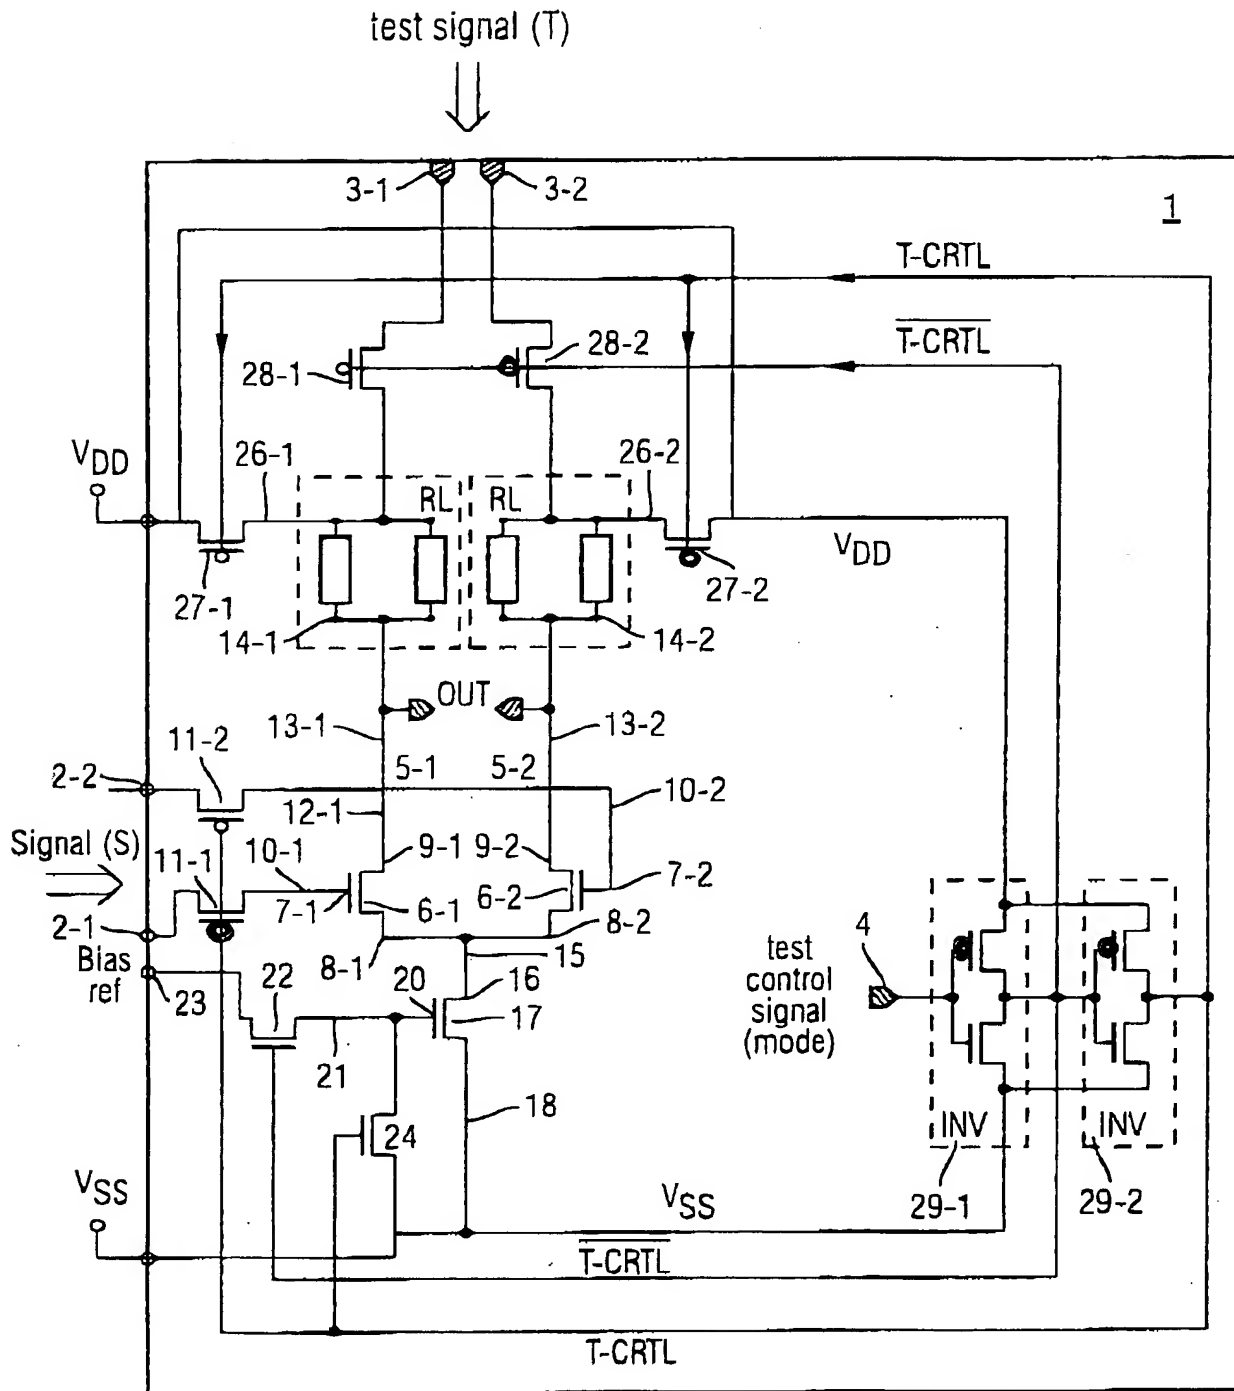 test signal (T)
3-1
3-2
1
T-CRTL
T-CRTL
28-1
28-2
VDD
26-1
26-2
RL
RL
VDD
27-1
27-2
14-1
14-2
OUT
13-1
13-2
11-2
2-2
5-1
5-2
10-2
12-1
Signal (S)
11-1
10-1
9-1
9-2
7-1
6-1
6-2
7-2
2-1
8-1
8-2
15
Bias
ref
23
22
20
16
17
21
4
test
control
signal
(mode)
18
24
INV
INV
29-1
29-2
VSS
VSS
T-CRTL
T-CRTL